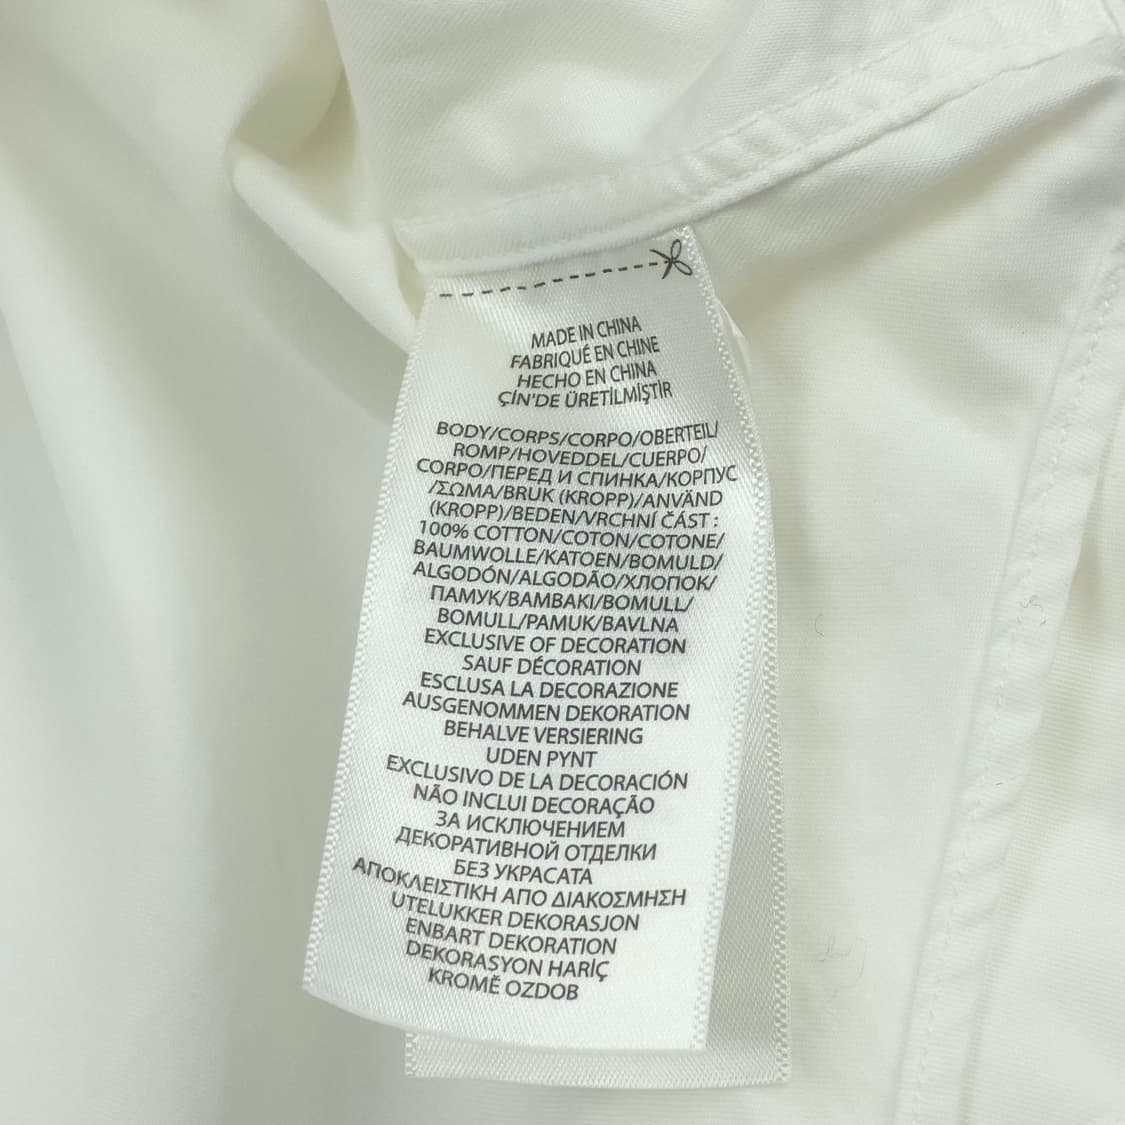 MADE IN CHINA
FABRIQUÉ EN CHINE
HECHO EN CHINA
ÇİN'DE ÜRETİLMİŞTİR
BODY/CORPS/CORPO/OBERTEIL/
ROMP/HOVEDDEL/CUERPO/
CORPO/ПЕРЕД И СПИНКА/КОРПУС
/ΣΩΜΑ/BRUK (KROPP)/ANVÄND
(KROPP)/BEDEN/VRCHNÍ ČÁST :
100% COTTON/COTON/COTONE/
BAUMWOLLE/KATOEN/BOMULD/
ALGODÓN/ALGODÃO/ХЛОПОК/
ПАМУК/ΒΑΜΒΑΚΙ/BOMULL/
BOMULL/PAMUK/BAVLNA
EXCLUSIVE OF DECORATION
SAUF DÉCORATION
ESCLUSA LA DECORAZIONE
AUSGENOMMEN DEKORATION
BEHALVE VERSIERING
UDEN PYNT
EXCLUSIVO DE LA DECORACIÓN
NÃO INCLUI DECORAÇÃO
ЗА ИСКЛЮЧЕНИЕМ
ДЕКОРАТИВНОЙ ОТДЕЛКИ
БЕЗ УКРАСАТА
ΑΠΟΚΛΕΙΣΤΙΚΗ ΑΠΟ ΔΙΑΚΟΣΜΗΣΗ
UTELUKKER DEKORASJON
ENBART DEKORATION
DEKORASYON HARİÇ
KROMĚ OZDOB